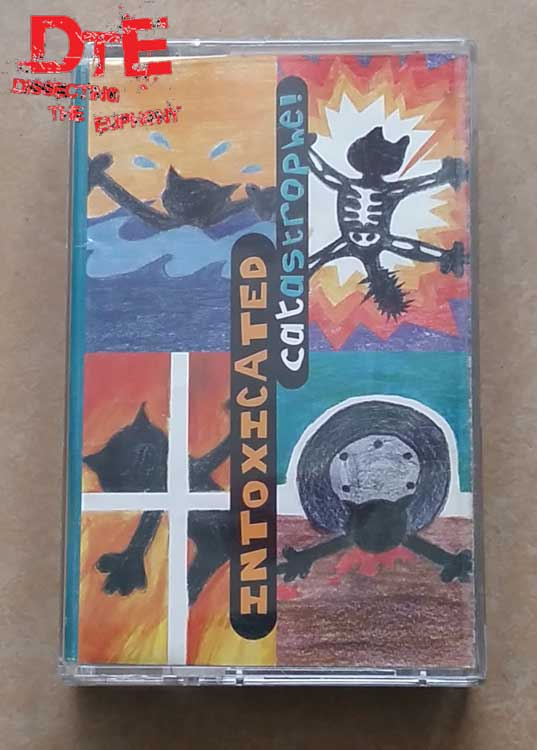 DTE
DISSECTING
THE EUPHONY
INTOXICATED
catastrophe!